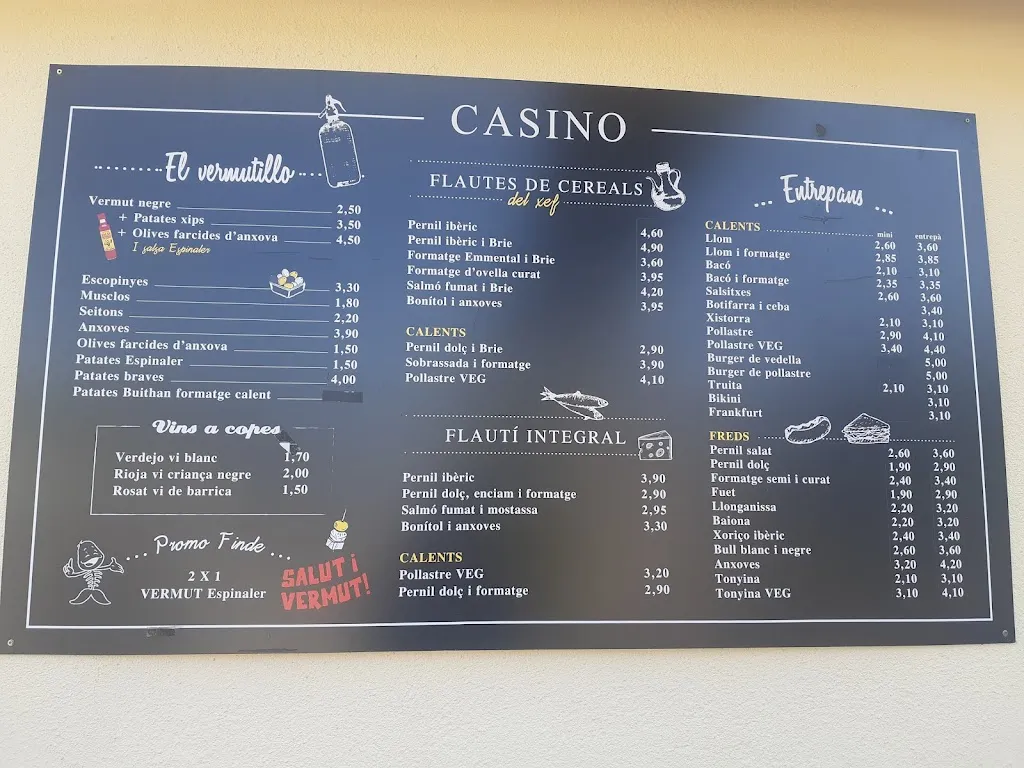 CASINO
El vermutillo
Vermut negre 2,50
+ Patates xips 3,50
+ Olives farcides d'anxova 4,50
I salsa Espinaler
Escopinyes 3,30
Musclos 1,80
Seitons 2,20
Anxoves 3,90
Olives farcides d'anxova 1,50
Patates Espinaler 1,50
Patates braves 4,00
Patates Buithan formatge calent
Vins a copes
Verdejo vi blanc 1,70
Rioja vi criança negre 2,00
Rosat vi de barrica 1,50
Promo Finde
2 X 1
VERMUT Espinaler
SALUT i
VERMUT!
FLAUTES DE CEREALS
del xef
Pernil ibèric 4,60
Pernil ibèric i Brie 4,90
Formatge Emmental i Brie 3,60
Formatge d'ovella curat 3,95
Salmó fumat i Brie 4,20
Bonítol i anxoves 3,95
CALENTS
Pernil dolç i Brie 2,90
Sobrassada i formatge 3,90
Pollastre VEG 4,10
FLAUTÍ INTEGRAL
Pernil ibèric 3,90
Pernil dolç, enciam i formatge 2,90
Salmó fumat i mostassa 2,95
Bonítol i anxoves 3,30
CALENTS
Pollastre VEG 3,20
Pernil dolç i formatge 2,90
Entrepaus
CALENTS mini entrepà
Llom 2,60 3,60
Llom i formatge 2,85 3,85
Bacó 2,10 3,10
Bacó i formatge 2,35 3,35
Salsitxes 2,60 3,60
Botifarra i ceba 3,40
Xistorra 2,10 3,10
Pollastre 2,90 4,10
Pollastre VEG 3,40 4,40
Burger de vedella 5,00
Burger de pollastre 5,00
Truita 2,10 3,10
Bikini 3,10
Frankfurt 3,10
FREDS
Pernil salat 2,60 3,60
Pernil dolç 1,90 2,90
Formatge semi i curat 2,40 3,40
Fuet 1,90 2,90
Llonganissa 2,20 3,20
Baiona 2,20 3,20
Xoriço ibèric 2,40 3,40
Bull blanc i negre 2,60 3,60
Anxoves 3,20 4,20
Tonyina 2,10 3,10
Tonyina VEG 3,10 4,10